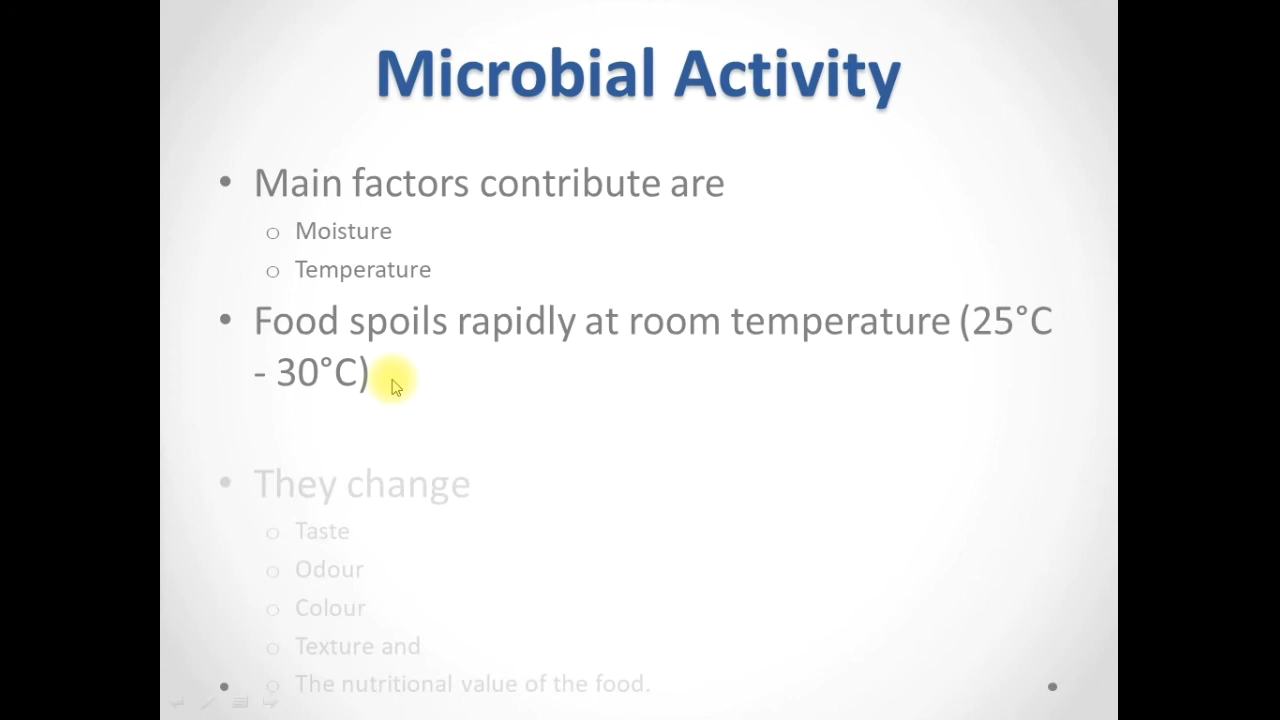 Microbial Activity
• Main factors contribute are
o Moisture
o Temperature
• Food spoils rapidly at room temperature (25°C
- 30°C)
• They change
o Taste
o Odour
o Colour
o Texture and
o The nutritional value of the food.